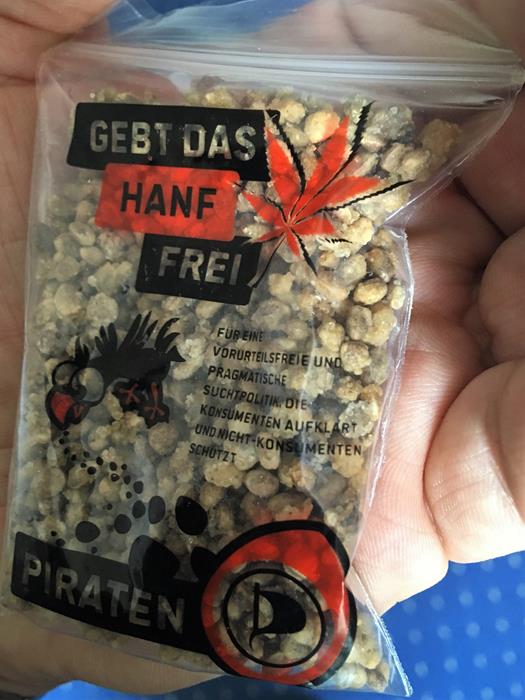 GEBT DAS
HANF
FREI
FÜR EINE
VORURTEILSFREIE UND
PRAGMATISCHE
SUCHTPOLITIK, DIE
KONSUMENTEN AUFKLÄRT
UND NICHT-KONSUMENTEN
SCHÜTZT
PIRATEN